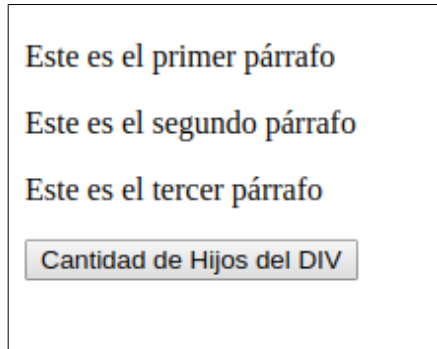 Este es el primer párrafo
Este es el segundo párrafo
Este es el tercer párrafo
Cantidad de Hijos del DIV